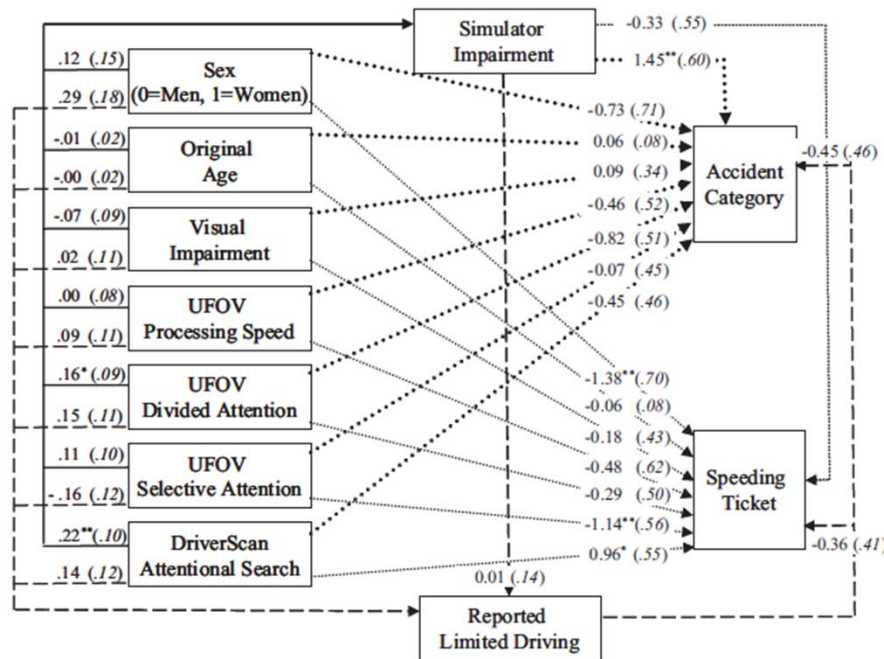 Simulator
Impairment
-0.33 (.55)
1.45**(.60)
.12 (.15)
.29 (.18)
Sex
(0=Men, 1=Women)
-0.73 (.71)
-.01 (.02)
-.00 (.02)
Original
Age
0.06 (.08)
Accident
Category
-0.45 (.46)
-.07 (.09)
.02 (.11)
Visual
Impairment
0.09 (.34)
-0.46 (.52)
-0.82 (.51)
-0.07 (.45)
-0.45 (.46)
.00 (.08)
.09 (.11)
UFOV
Processing Speed
.16* (.09)
.15 (.11)
UFOV
Divided Attention
-1.38**(.70)
-0.06 (.08)
-0.18 (.43)
-0.48 (.62)
-0.29 (.50)
-1.14**(.56)
0.96* (.55)
.11 (.10)
-.16 (.12)
UFOV
Selective Attention
Speeding
Ticket
-0.36 (.41)
.22**(.10)
.14 (.12)
DriverScan
Attentional Search
0.01 (.14)
Reported
Limited Driving